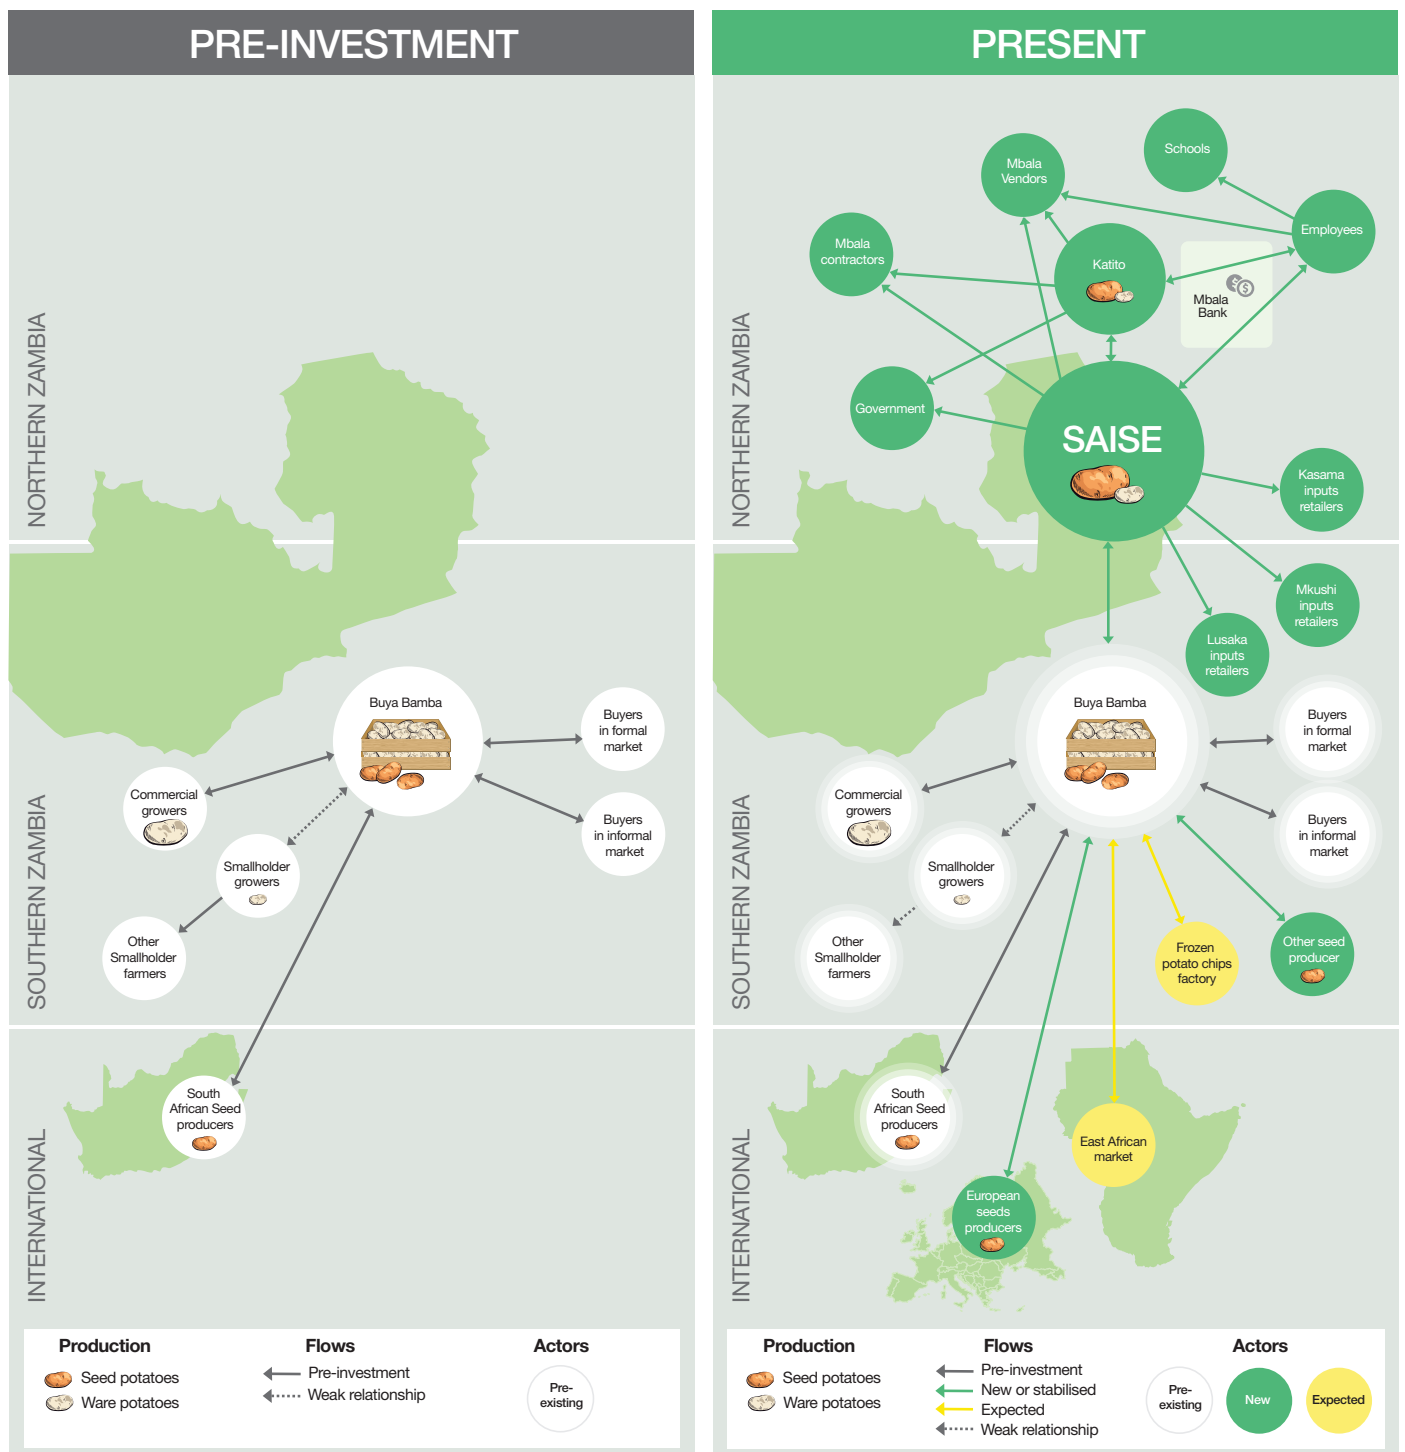 PRE-INVESTMENT
NORTHERN ZAMBIA
SOUTHERN ZAMBIA
INTERNATIONAL
Buya Bamba
Buyers
in formal
market
Buyers
in informal
market
Commercial
growers
Smallholder
growers
Other
Smallholder
farmers
South
African Seed
producers
Production
Seed potatoes
Ware potatoes
Flows
Pre-investment
Weak relationship
Actors
Pre-
existing
PRESENT
NORTHERN ZAMBIA
SOUTHERN ZAMBIA
INTERNATIONAL
Schools
Mbala
Vendors
Employees
Mbala
contractors
Katito
$
$
Mbala
Bank
Government
SAISE
Kasama
inputs
retailers
Mkushi
inputs
retailers
Lusaka
inputs
retailers
Buya Bamba
Buyers
in formal
market
Buyers
in informal
market
Commercial
growers
Smallholder
growers
Other
Smallholder
farmers
Frozen
potato chips
factory
Other seed
producer
South
African Seed
producers
East African
market
European
seeds
producers
Production
Seed potatoes
Ware potatoes
Flows
Pre-investment
New or stabilised
Expected
Weak relationship
Actors
Pre-
existing
New
Expected